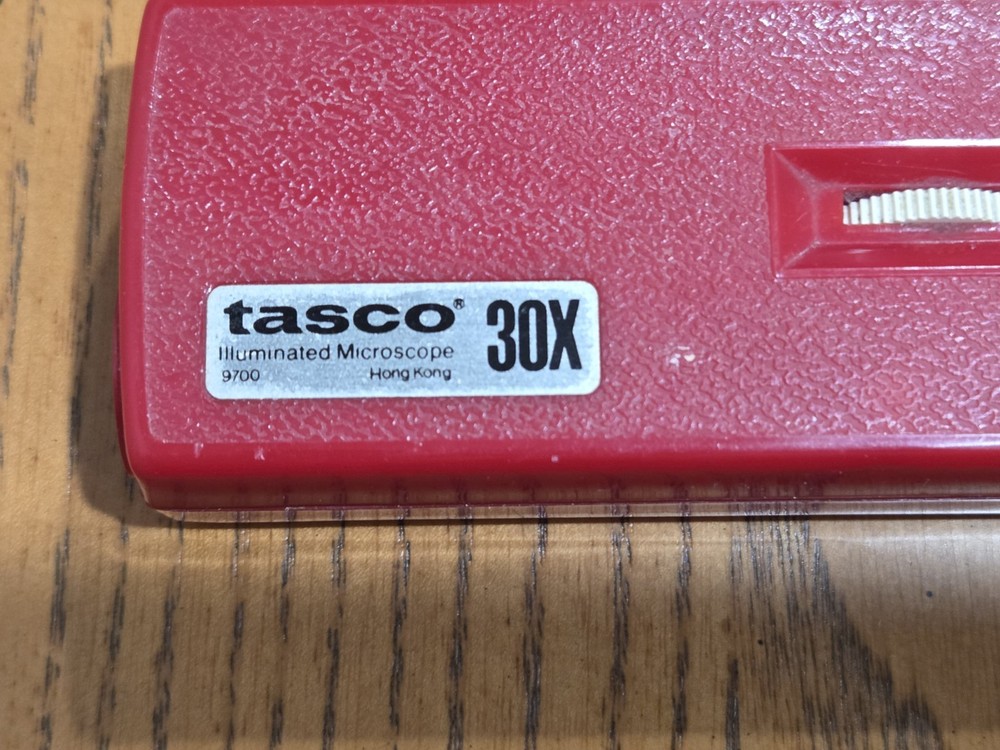 tasco® 30X
Illuminated Microscope
9700 Hong Kong